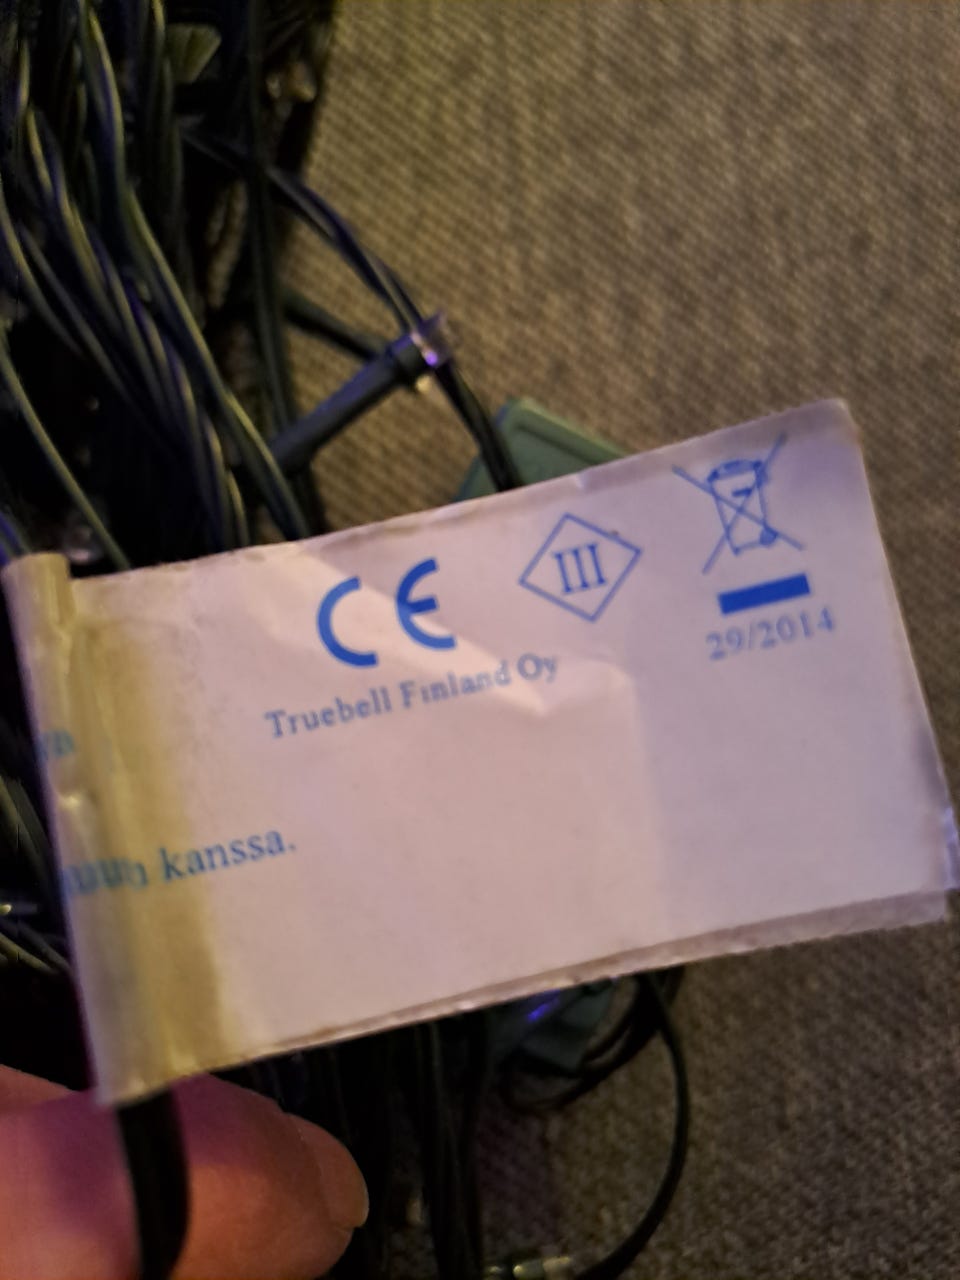 CE
III
29/2014
Truebell Finland Oy
kanssa.